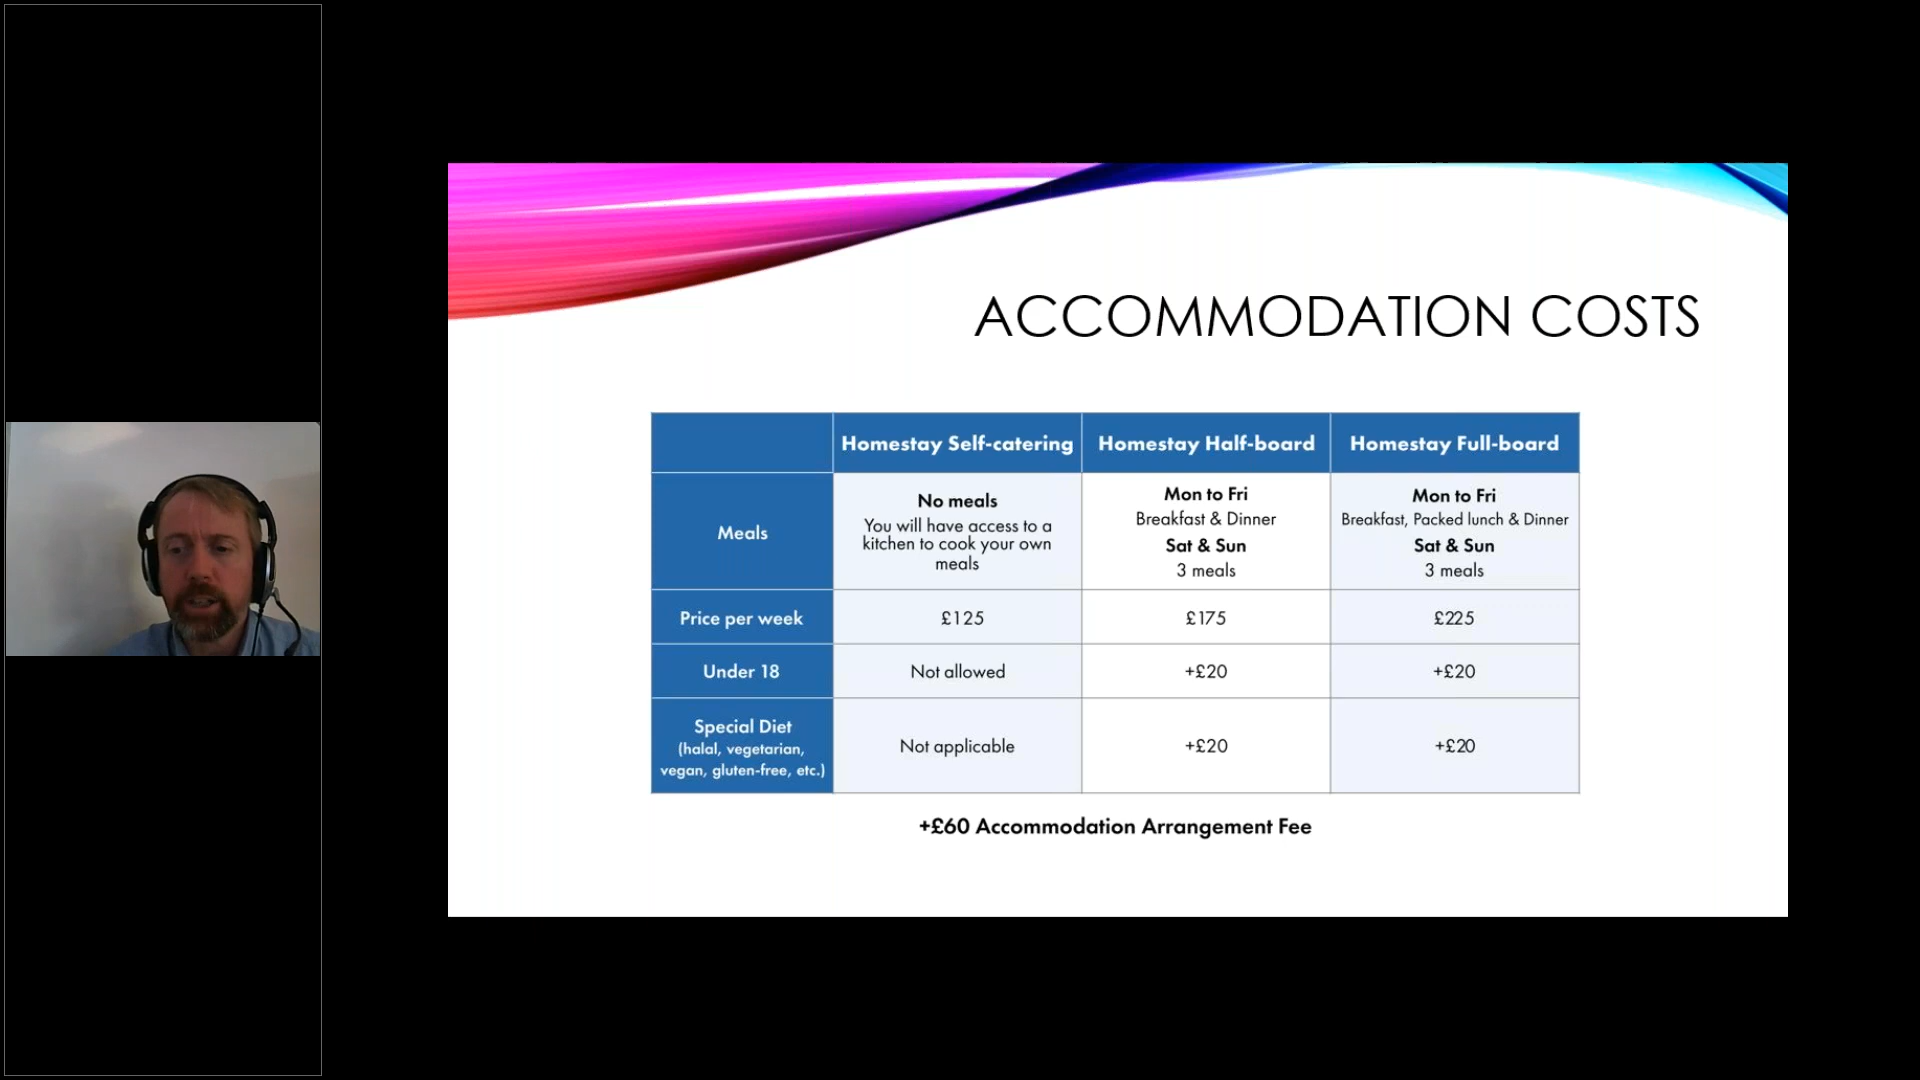 ACCOMMODATION COSTS
Homestay Self-catering
Homestay Half-board
Homestay Full-board
Meals
No meals
You will have access to a
kitchen to cook your own
meals
Mon to Fri
Breakfast & Dinner
Sat & Sun
3 meals
Mon to Fri
Breakfast, Packed lunch & Dinner
Sat & Sun
3 meals
Price per week
£125
£175
£225
Under 18
Not allowed
+£20
+£20
Special Diet
(halal, vegetarian,
vegan, gluten-free, etc.)
Not applicable
+£20
+£20
+£60 Accommodation Arrangement Fee